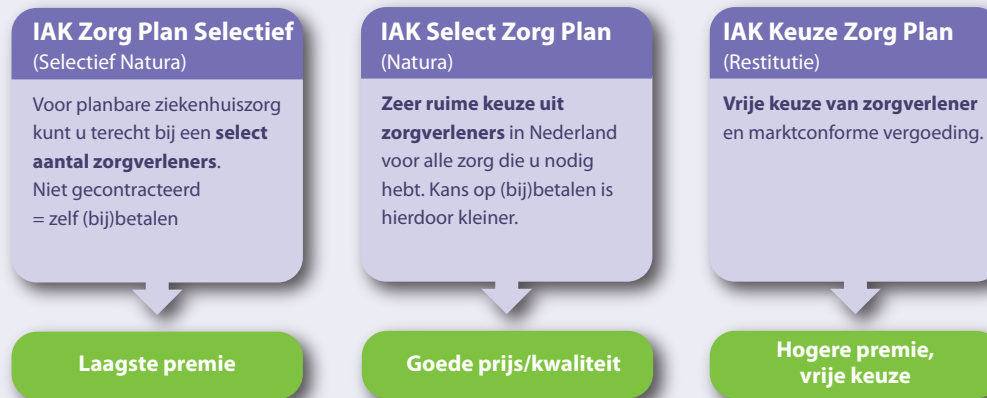 IAK Zorg Plan Selectief
(Selectief Natura)
Voor planbare ziekenhuiszorg
kunt u terecht bij een select
aantal zorgverleners.
Niet gecontracteerd
= zelf (bij)betalen
Laagste premie
IAK Select Zorg Plan
(Natura)
Zeer ruime keuze uit
zorgverleners in Nederland
voor alle zorg die u nodig
hebt. Kans op (bij)betalen is
hierdoor kleiner.
Goede prijs/kwaliteit
IAK Keuze Zorg Plan
(Restitutie)
Vrije keuze van zorgverlener
en marktconforme vergoeding.
Hogere premie,
vrije keuze